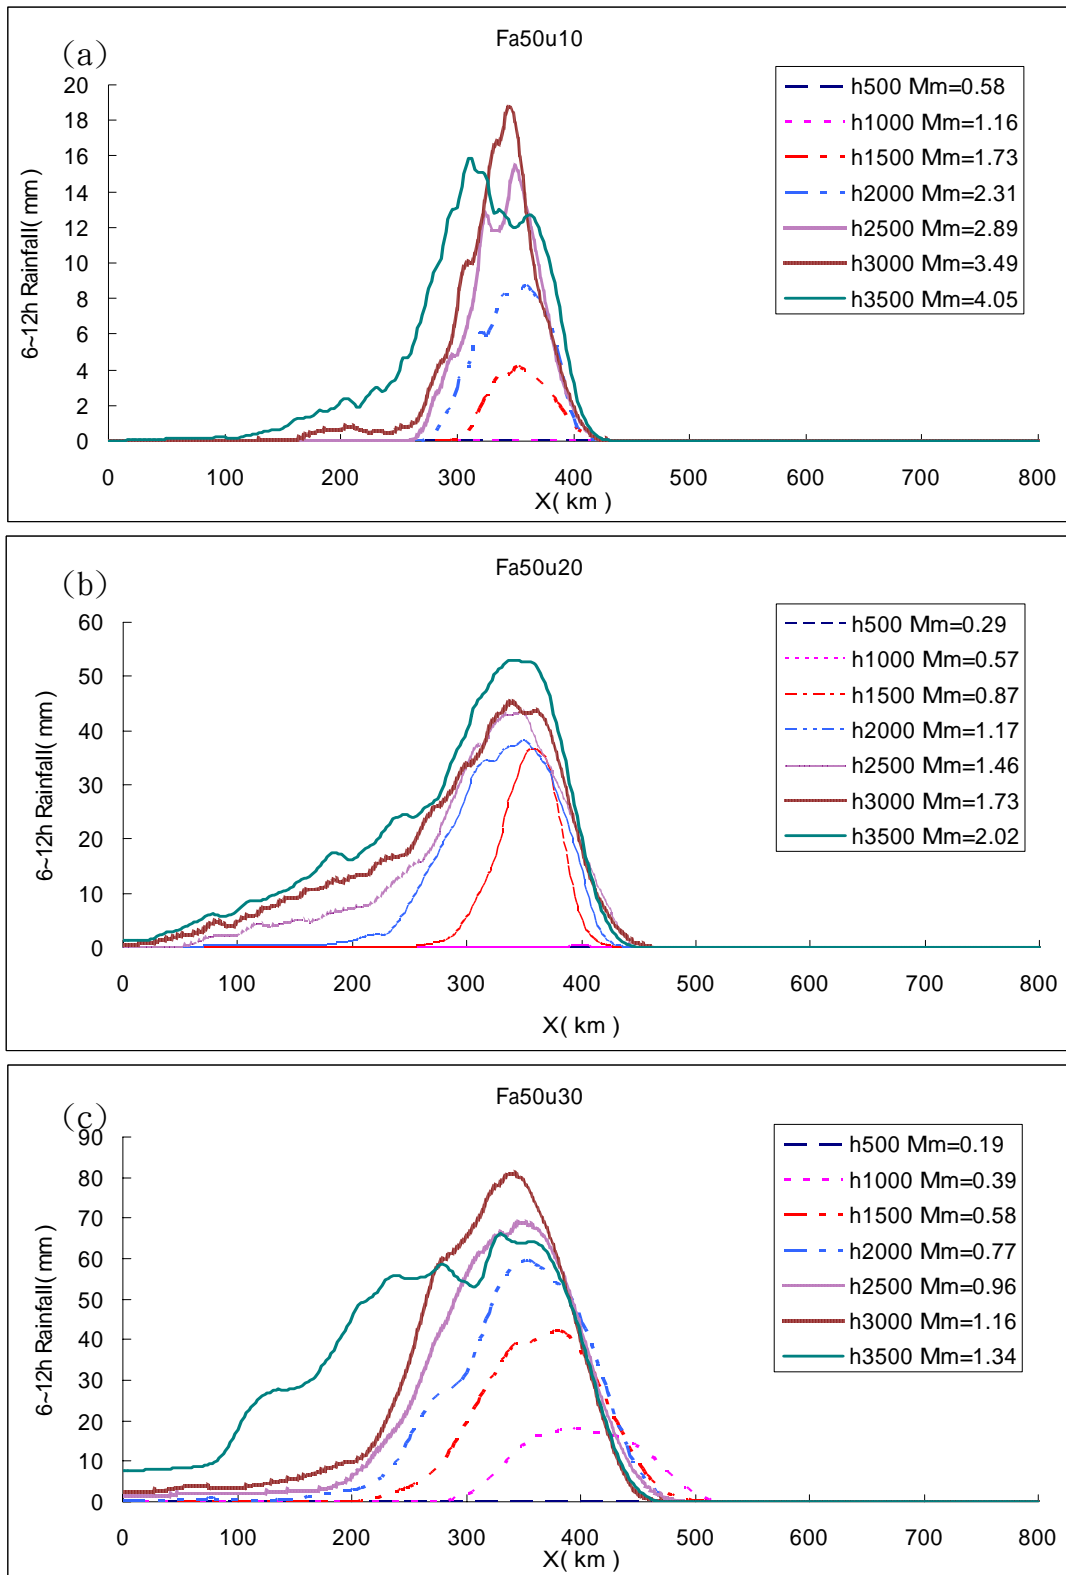 (a)
Fa50u10
6~12h Rainfall( mm )
20
18
16
14
12
10
8
6
4
2
0
0 100 200 300 400 500 600 700 800
X( km )
h500 Mm=0.58
h1000 Mm=1.16
h1500 Mm=1.73
h2000 Mm=2.31
h2500 Mm=2.89
h3000 Mm=3.49
h3500 Mm=4.05
(b)
Fa50u20
6~12h Rainfall( mm )
60
50
40
30
20
10
0
0 100 200 300 400 500 600 700 800
X( km )
h500 Mm=0.29
h1000 Mm=0.57
h1500 Mm=0.87
h2000 Mm=1.17
h2500 Mm=1.46
h3000 Mm=1.73
h3500 Mm=2.02
(c)
Fa50u30
6~12h Rainfall( mm )
90
80
70
60
50
40
30
20
10
0
0 100 200 300 400 500 600 700 800
X( km )
h500 Mm=0.19
h1000 Mm=0.39
h1500 Mm=0.58
h2000 Mm=0.77
h2500 Mm=0.96
h3000 Mm=1.16
h3500 Mm=1.34